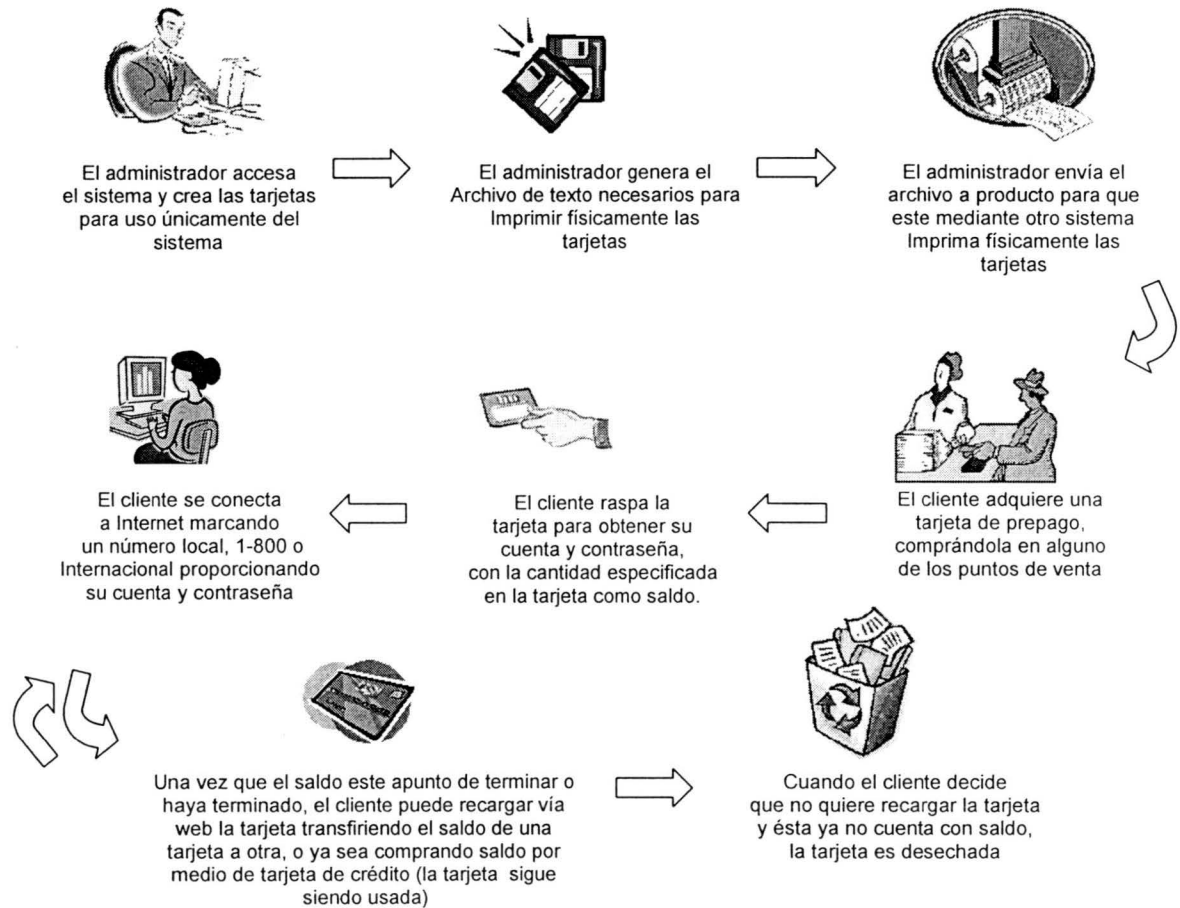 El administrador accesa
el sistema y crea las tarjetas
para uso únicamente del
sistema
El administrador genera el
Archivo de texto necesarios para
Imprimir físicamente las
tarjetas
El administrador envía el
archivo a producto para que
este mediante otro sistema
Imprima físicamente las
tarjetas
El cliente adquiere una
tarjeta de prepago,
comprándola en alguno
de los puntos de venta
El cliente raspa la
tarjeta para obtener su
cuenta y contraseña,
con la cantidad especificada
en la tarjeta como saldo.
El cliente se conecta
a Internet marcando
un número local, 1-800 o
Internacional proporcionando
su cuenta y contraseña
Una vez que el saldo este apunto de terminar o
haya terminado, el cliente puede recargar vía
web la tarjeta transfiriendo el saldo de una
tarjeta a otra, o ya sea comprando saldo por
medio de tarjeta de crédito (la tarjeta sigue
siendo usada)
Cuando el cliente decide
que no quiere recargar la tarjeta
y ésta ya no cuenta con saldo,
la tarjeta es desechada